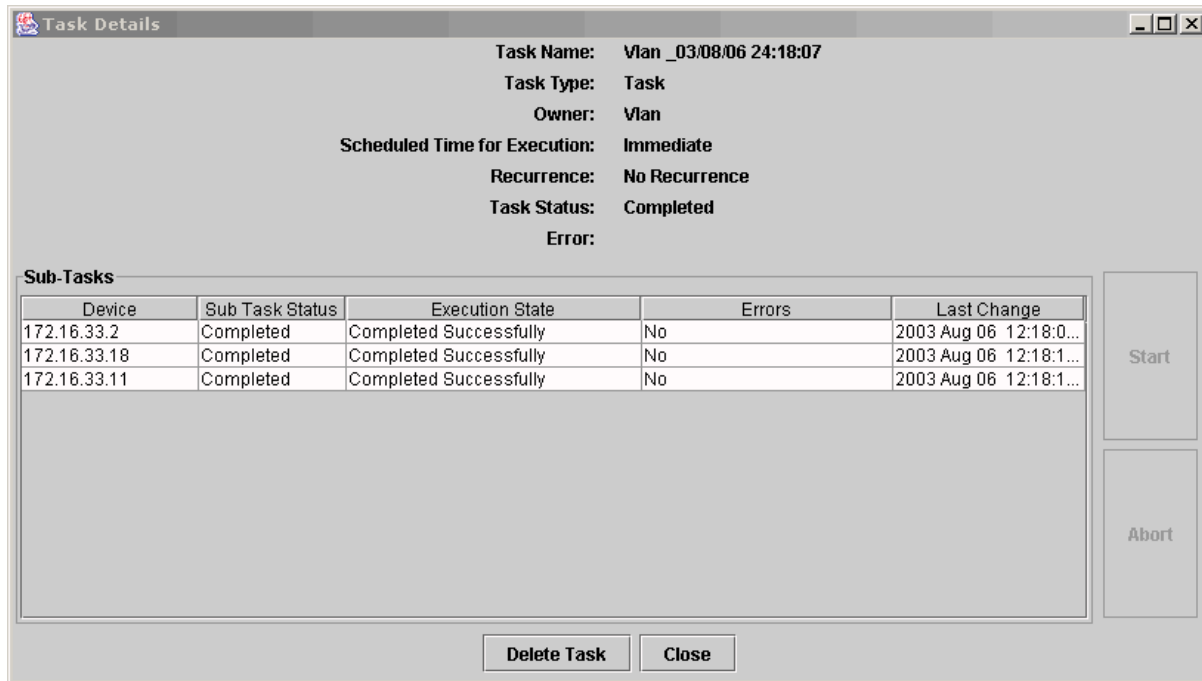 Task Details
Task Name: Vlan _03/08/06 24:18:07
Task Type: Task
Owner: Vlan
Scheduled Time for Execution: Immediate
Recurrence: No Recurrence
Task Status: Completed
Error:
Sub-Tasks
Device Sub Task Status Execution State Errors Last Change
172.16.33.2 Completed Completed Successfully No 2003 Aug 06 12:18:0...
172.16.33.18 Completed Completed Successfully No 2003 Aug 06 12:18:1...
172.16.33.11 Completed Completed Successfully No 2003 Aug 06 12:18:1...
Start
Abort
Delete Task Close